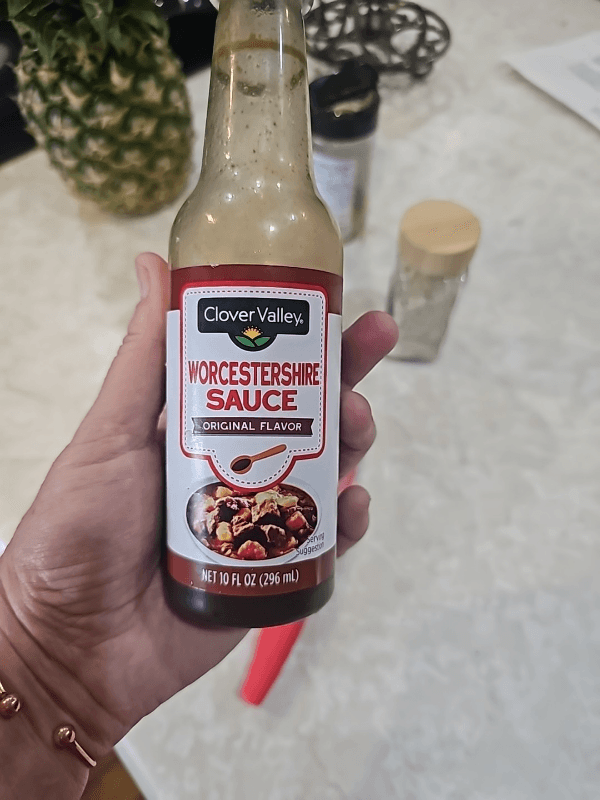 Clover Valley®
WORCESTERSHIRE
SAUCE
ORIGINAL FLAVOR
Serving
Suggestion
NET 10 FL OZ (296 mL)